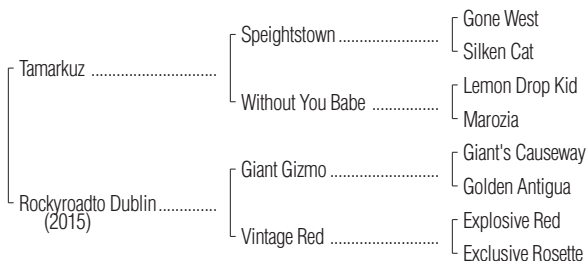 Gone West
Speightstown
Silken Cat
Tamarkuz
Lemon Drop Kid
Without You Babe
Marozia
Giant's Causeway
Giant Gizmo
Golden Antigua
Rockyroadto Dublin
(2015)
Explosive Red
Vintage Red
Exclusive Rosette